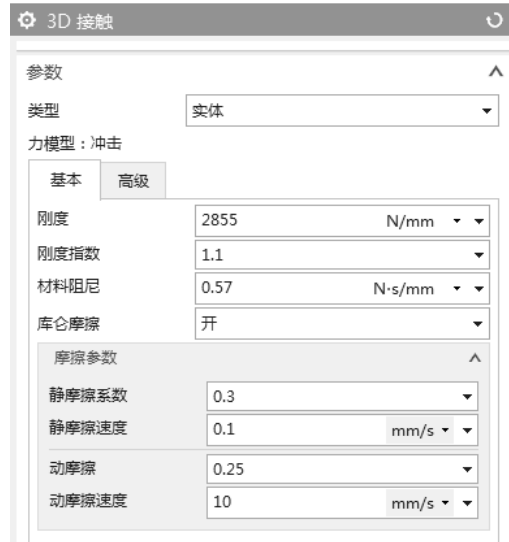 3D 接触
参数
类型 实体
力模型：冲击
基本 高级
刚度 2855 N/mm
刚度指数 1.1
材料阻尼 0.57 N·s/mm
库仑摩擦 开
摩擦参数
静摩擦系数 0.3
静摩擦速度 0.1 mm/s
动摩擦 0.25
动摩擦速度 10 mm/s